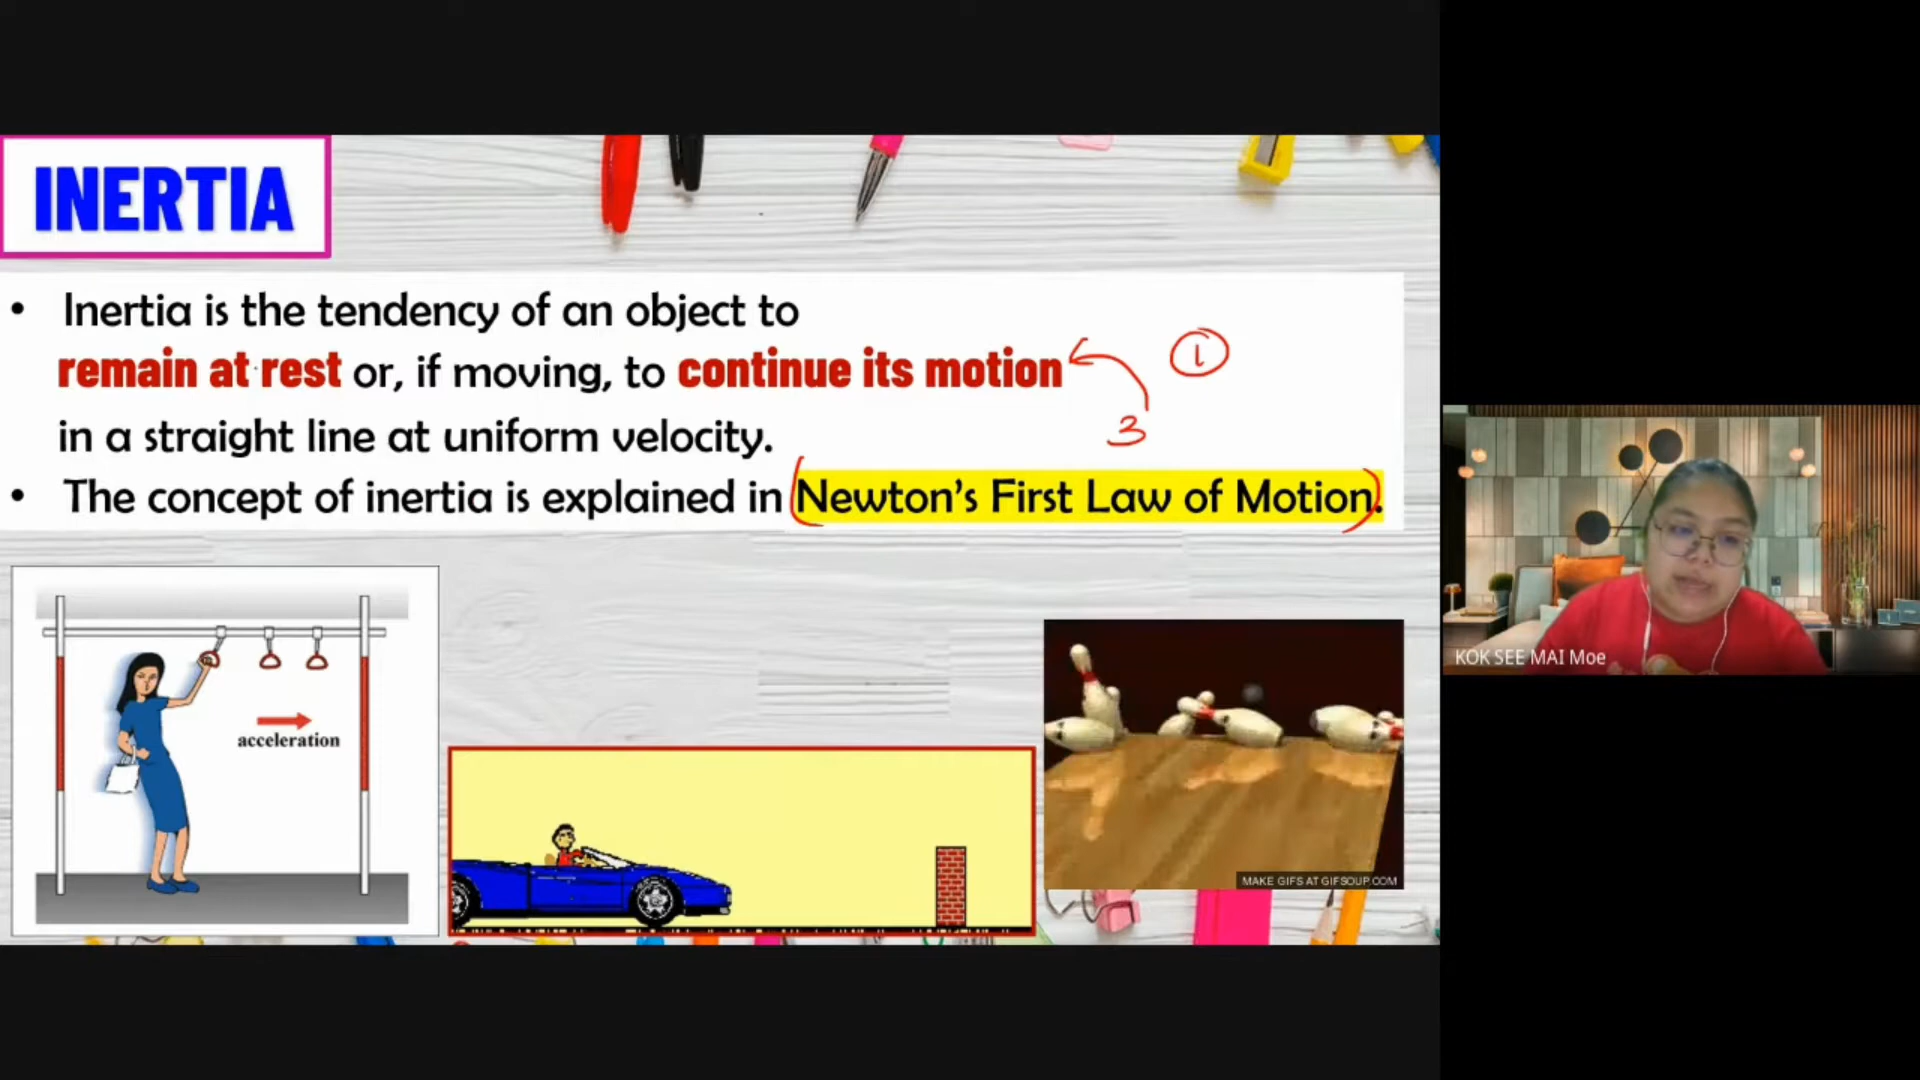 INERTIA
• Inertia is the tendency of an object to
remain at rest or, if moving, to continue its motion
in a straight line at uniform velocity.
• The concept of inertia is explained in (Newton's First Law of Motion).
1
3
acceleration
MAKE GIFS AT GIFSOUP.COM
KOK SEE MAI Moe